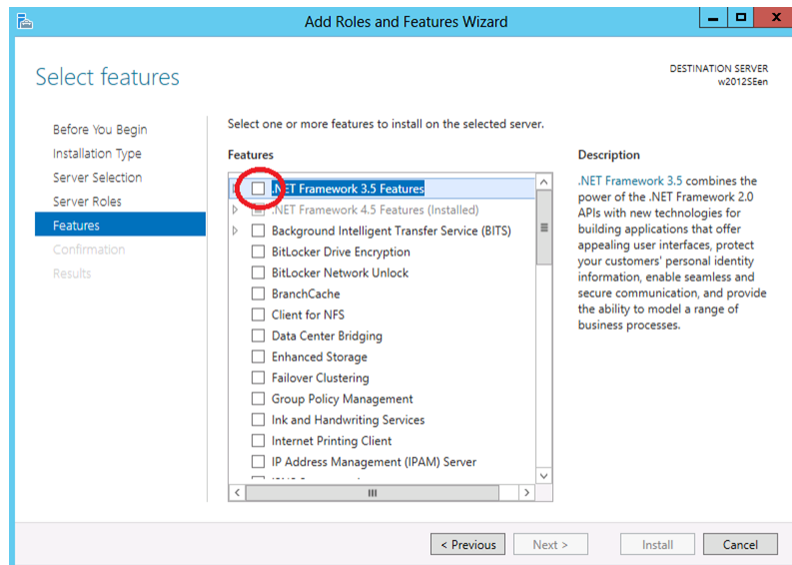 Add Roles and Features Wizard
Select features
DESTINATION SERVER
w2012SEen
Before You Begin
Installation Type
Server Selection
Server Roles
Features
Confirmation
Results
Select one or more features to install on the selected server.
Features
.NET Framework 3.5 Features
.NET Framework 4.5 Features (Installed)
Background Intelligent Transfer Service (BITS)
BitLocker Drive Encryption
BitLocker Network Unlock
BranchCache
Client for NFS
Data Center Bridging
Enhanced Storage
Failover Clustering
Group Policy Management
Ink and Handwriting Services
Internet Printing Client
IP Address Management (IPAM) Server
Description
.NET Framework 3.5 combines the
power of the .NET Framework 2.0
APIs with new technologies for
building applications that offer
appealing user interfaces, protect
your customers' personal identity
information, enable seamless and
secure communication, and provide
the ability to model a range of
business processes.
< Previous
Next >
Install
Cancel